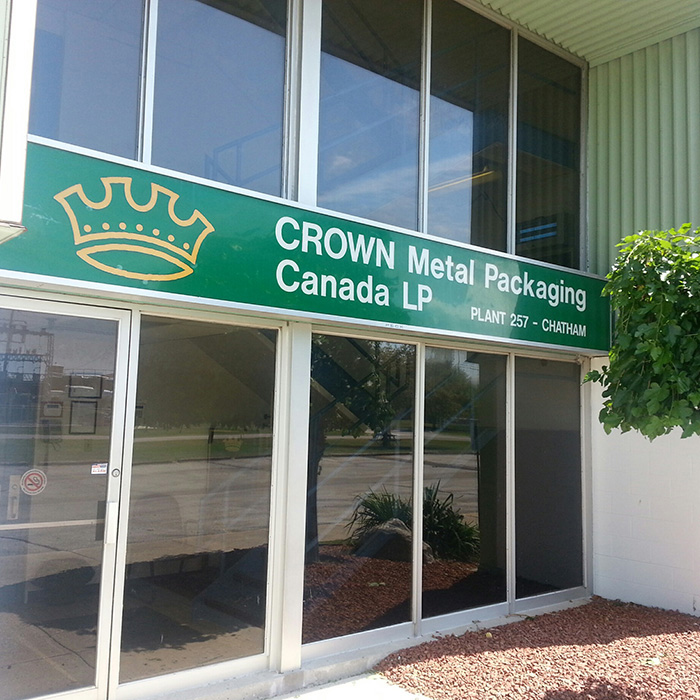 CROWN Metal Packaging
Canada LP
PLANT 257 - CHATHAM